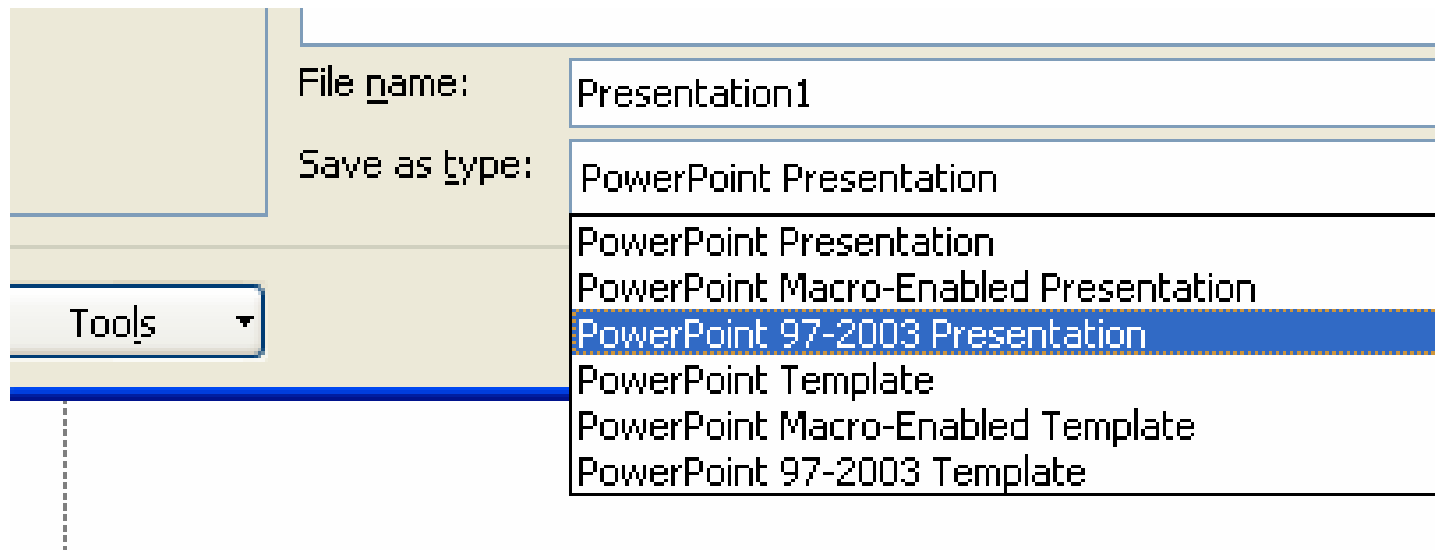 File name:
Presentation1
Save as type:
PowerPoint Presentation
PowerPoint Presentation
PowerPoint Macro-Enabled Presentation
PowerPoint 97-2003 Presentation
PowerPoint Template
PowerPoint Macro-Enabled Template
PowerPoint 97-2003 Template
Tools